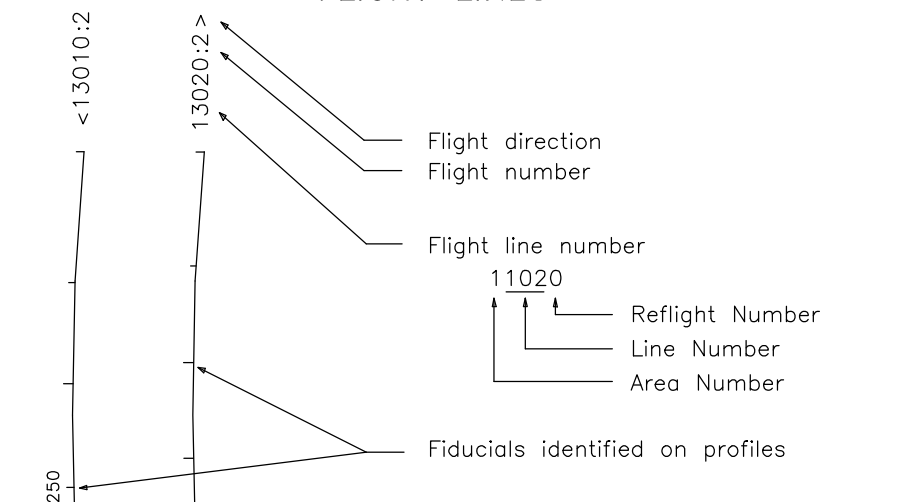 <13010:2
13020:2>
Flight direction
Flight number
Flight line number
11020
Reflight Number
Line Number
Area Number
Fiducials identified on profiles
250